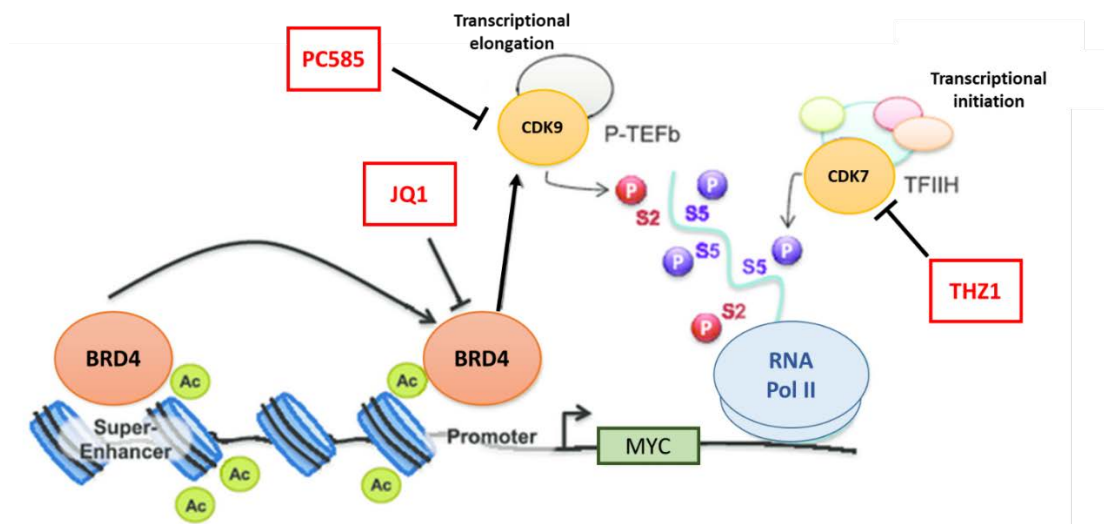 Transcriptional
elongation
PC585
CDK9
P-TEFb
Transcriptional
initiation
CDK7
TFIIH
JQ1
P
S2
P
S5
P
S5
S5
P
P
S2
THZ1
BRD4
BRD4
Ac
Ac
RNA
Pol II
Super-
Enhancer
Promoter
MYC
Ac
Ac
Ac